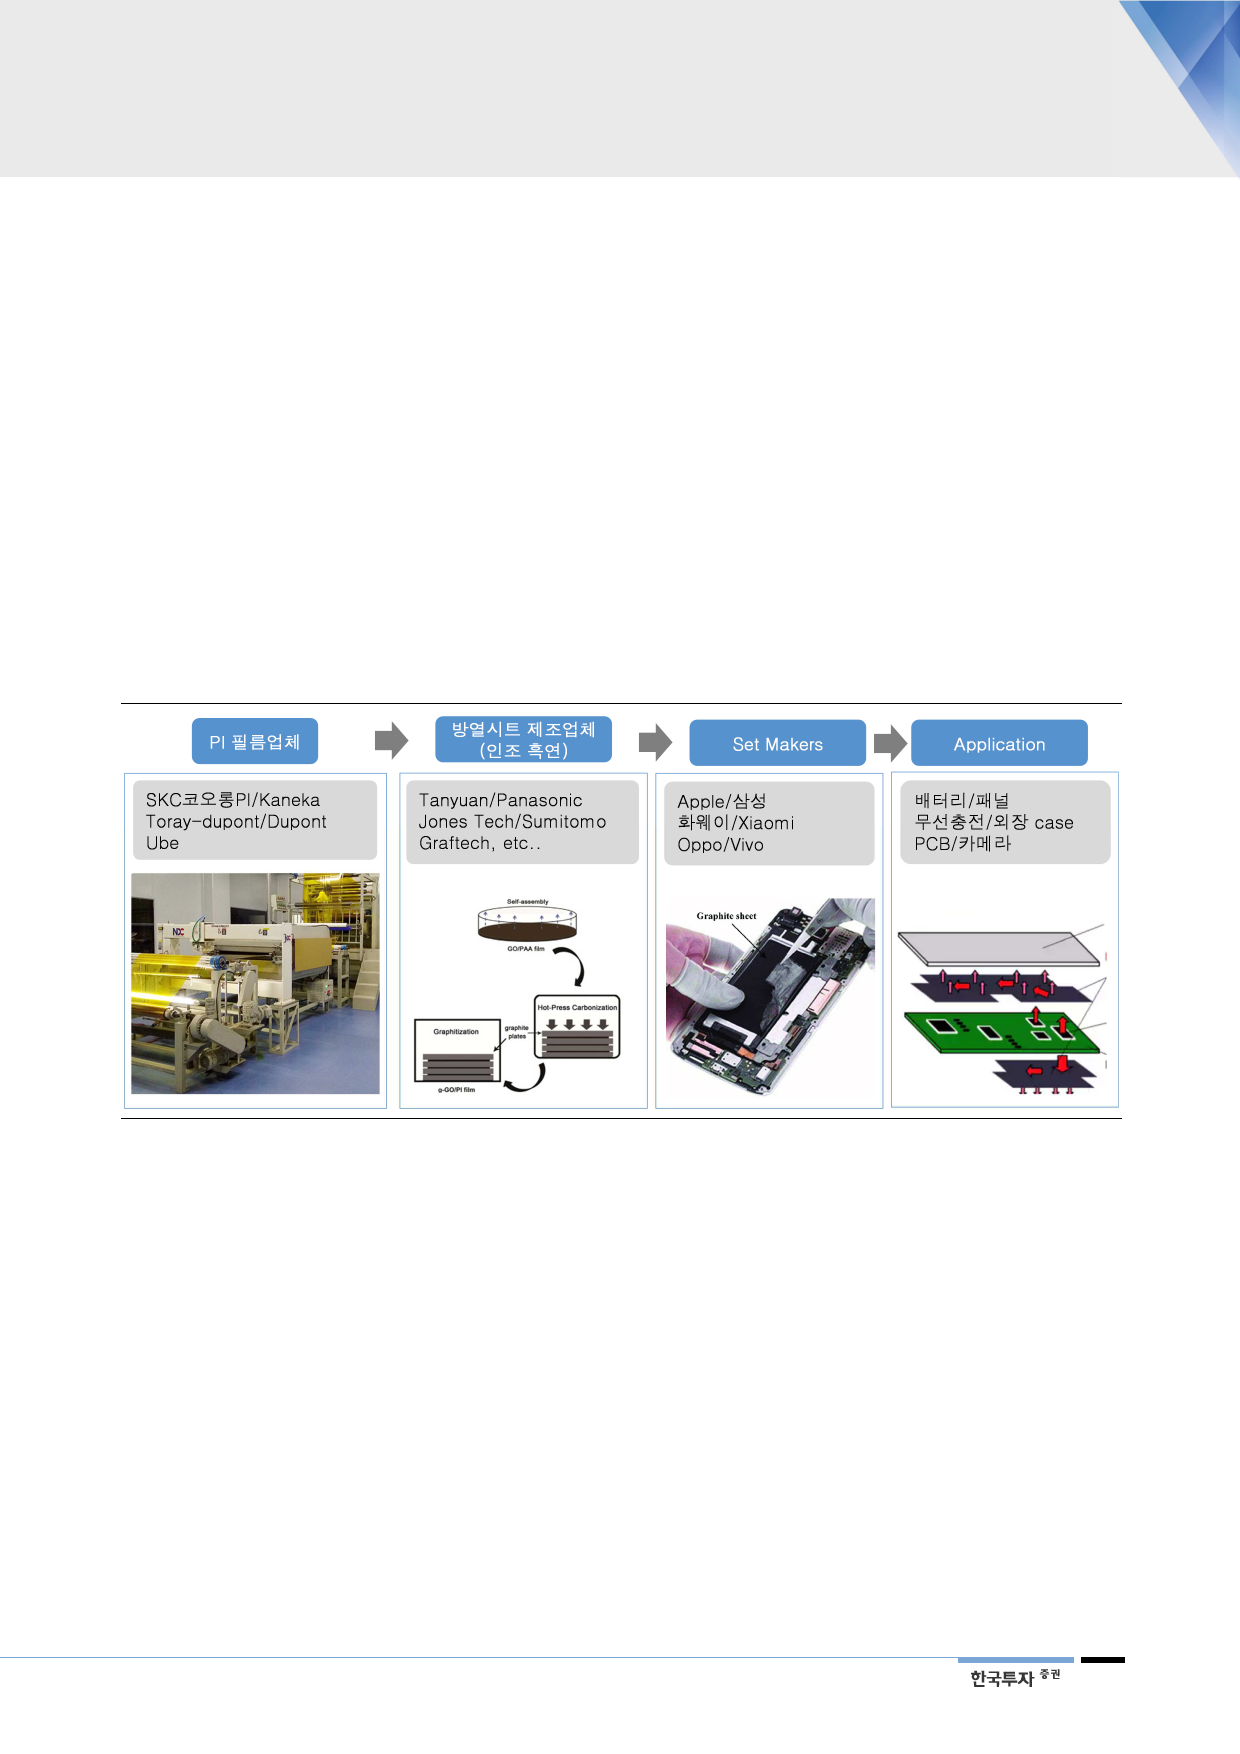 PI 필름업체
방열시트 제조업체
(인조 흑연)
Set Makers
Application
SKC코오롱PI/Kaneka
Toray-dupont/Dupont
Ube
Tanyuan/Panasonic
Jones Tech/Sumitomo
Graftech, etc..
Apple/삼성
화웨이/Xiaomi
Oppo/Vivo
배터리/패널
무선충전/외장 case
PCB/카메라
NDC
Self-assembly
GO/PAA film
Hot-Press Carbonization
Graphitization
graphite
plates
g-GO/PI film
Graphite sheet
한국투자 증권